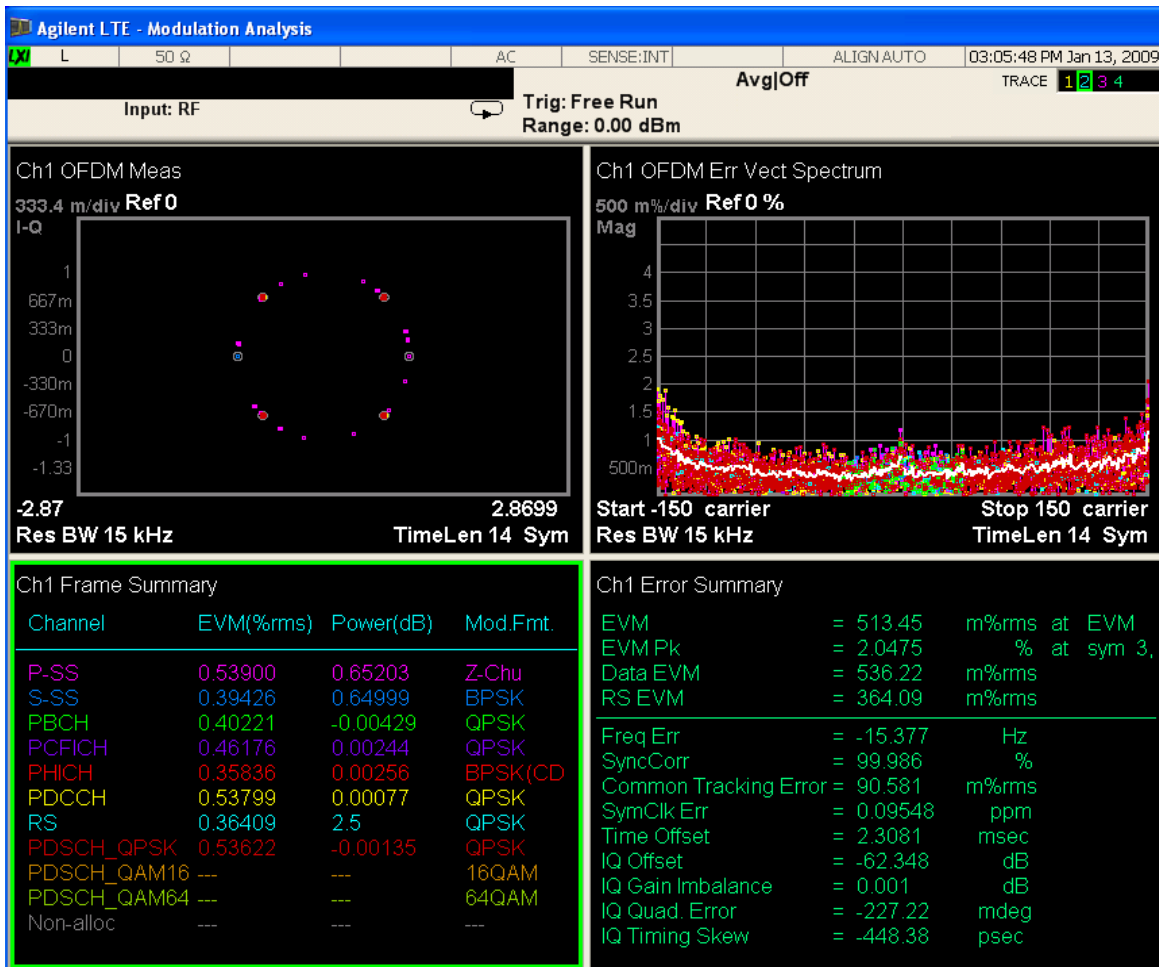 Agilent LTE - Modulation Analysis
LXI L 50 Ω AC SENSE:INT ALIGN AUTO 03:05:48 PM Jan 13, 2009
Avg|Off TRACE 1 2 3 4
Input: RF Trig: Free Run
Range: 0.00 dBm
Ch1 OFDM Meas
333.4 m/div Ref 0
I-Q
1
667m
333m
0
-330m
-670m
-1
-1.33
-2.87 2.8699
Res BW 15 kHz TimeLen 14 Sym
Ch1 OFDM Err Vect Spectrum
500 m%/div Ref 0 %
Mag
4
3.5
3
2.5
2
1.5
1
500m
Start -150 carrier Stop 150 carrier
Res BW 15 kHz TimeLen 14 Sym
Ch1 Frame Summary
Channel EVM(%rms) Power(dB) Mod.Fmt.
P-SS 0.53900 0.65203 Z-Chu
S-SS 0.39426 0.64999 BPSK
PBCH 0.40221 -0.00429 QPSK
PCFICH 0.46176 0.00244 QPSK
PHICH 0.35836 0.00256 BPSK(CD
PDCCH 0.53799 0.00077 QPSK
RS 0.36409 2.5 QPSK
PDSCH_QPSK 0.53622 -0.00135 QPSK
PDSCH_QAM16 --- --- 16QAM
PDSCH_QAM64 --- --- 64QAM
Non-alloc --- --- ---
Ch1 Error Summary
EVM = 513.45 m%rms at EVM
EVM Pk = 2.0475 % at sym 3,
Data EVM = 536.22 m%rms
RS EVM = 364.09 m%rms
Freq Err = -15.377 Hz
SyncCorr = 99.986 %
Common Tracking Error = 90.581 m%rms
SymClk Err = 0.09548 ppm
Time Offset = 2.3081 msec
IQ Offset = -62.348 dB
IQ Gain Imbalance = 0.001 dB
IQ Quad. Error = -227.22 mdeg
IQ Timing Skew = -448.38 psec